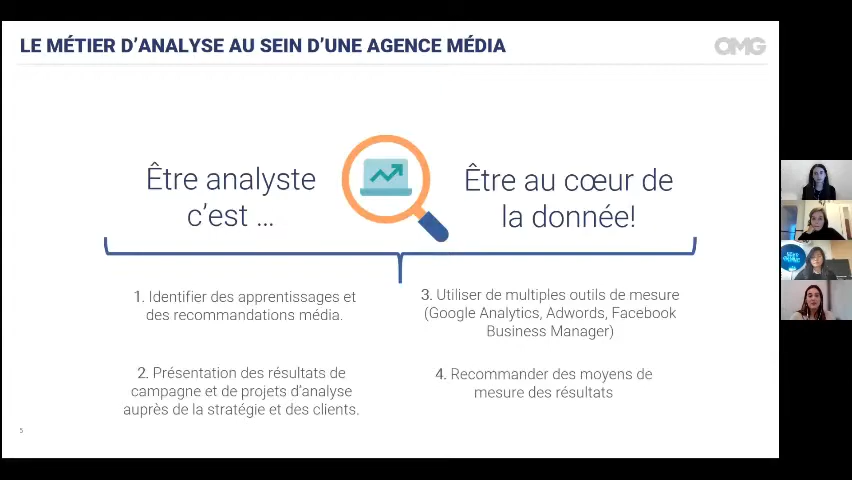 LE MÉTIER D'ANALYSE AU SEIN D'UNE AGENCE MÉDIA
OMG
Être analyste
c'est ...
Être au cœur de
la donnée!
1. Identifier des apprentissages et
des recommandations média.
2. Présentation des résultats de
campagne et de projets d'analyse
auprès de la stratégie et des clients.
3. Utiliser de multiples outils de mesure
(Google Analytics, Adwords, Facebook
Business Manager)
4. Recommander des moyens de
mesure des résultats
5